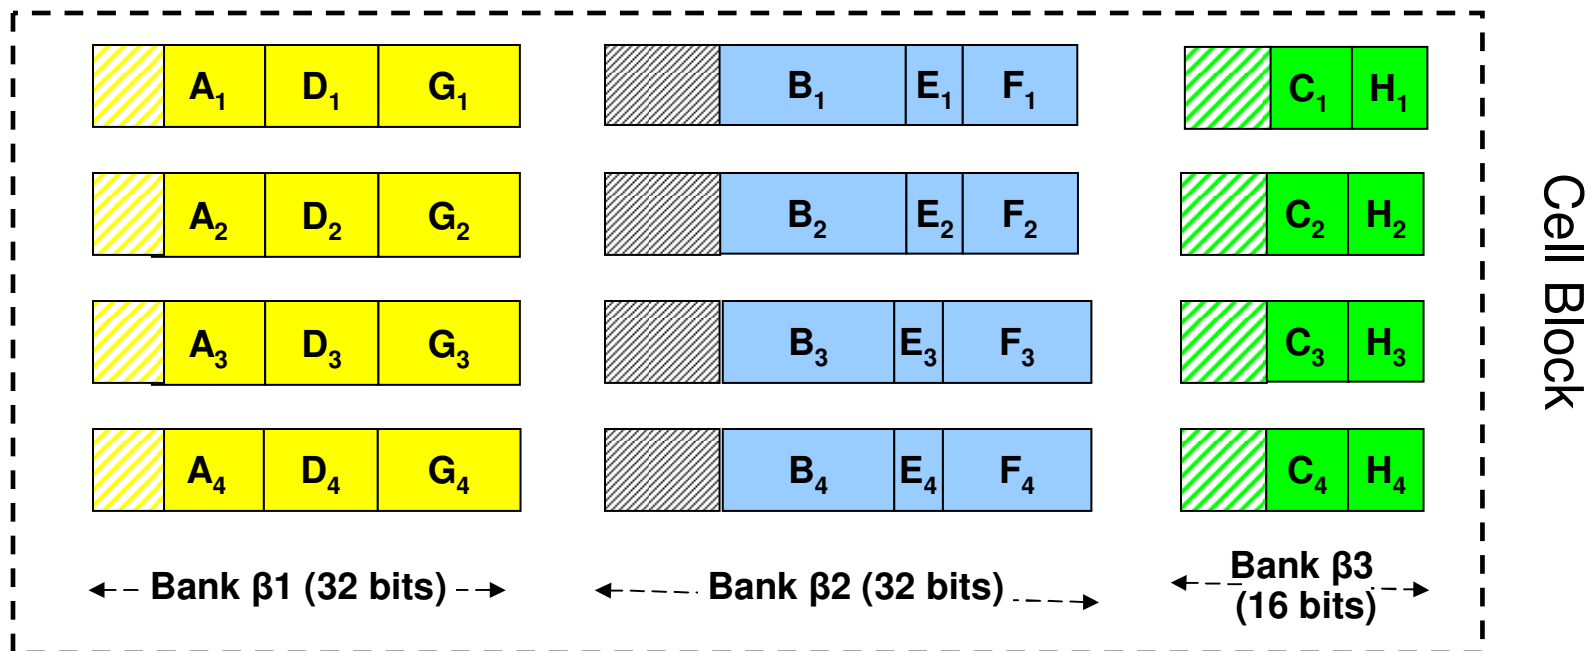 A1 D1 G1 B1 E1 F1 C1 H1
A2 D2 G2 B2 E2 F2 C2 H2
A3 D3 G3 B3 E3 F3 C3 H3
A4 D4 G4 B4 E4 F4 C4 H4
Bank β1 (32 bits)
Bank β2 (32 bits)
Bank β3
(16 bits)
Cell Block